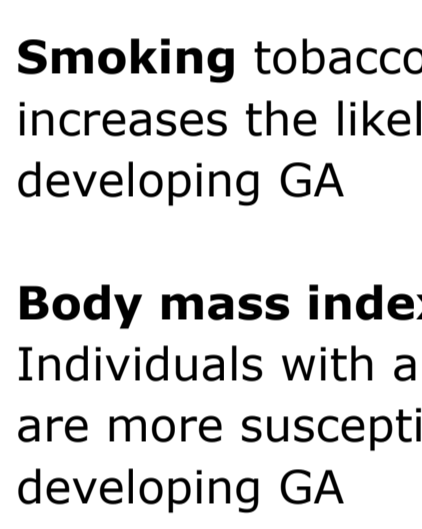 Smoking tobacco
increases the likel
developing GA
Body mass inde
Individuals with a
are more suscepti
developing GA